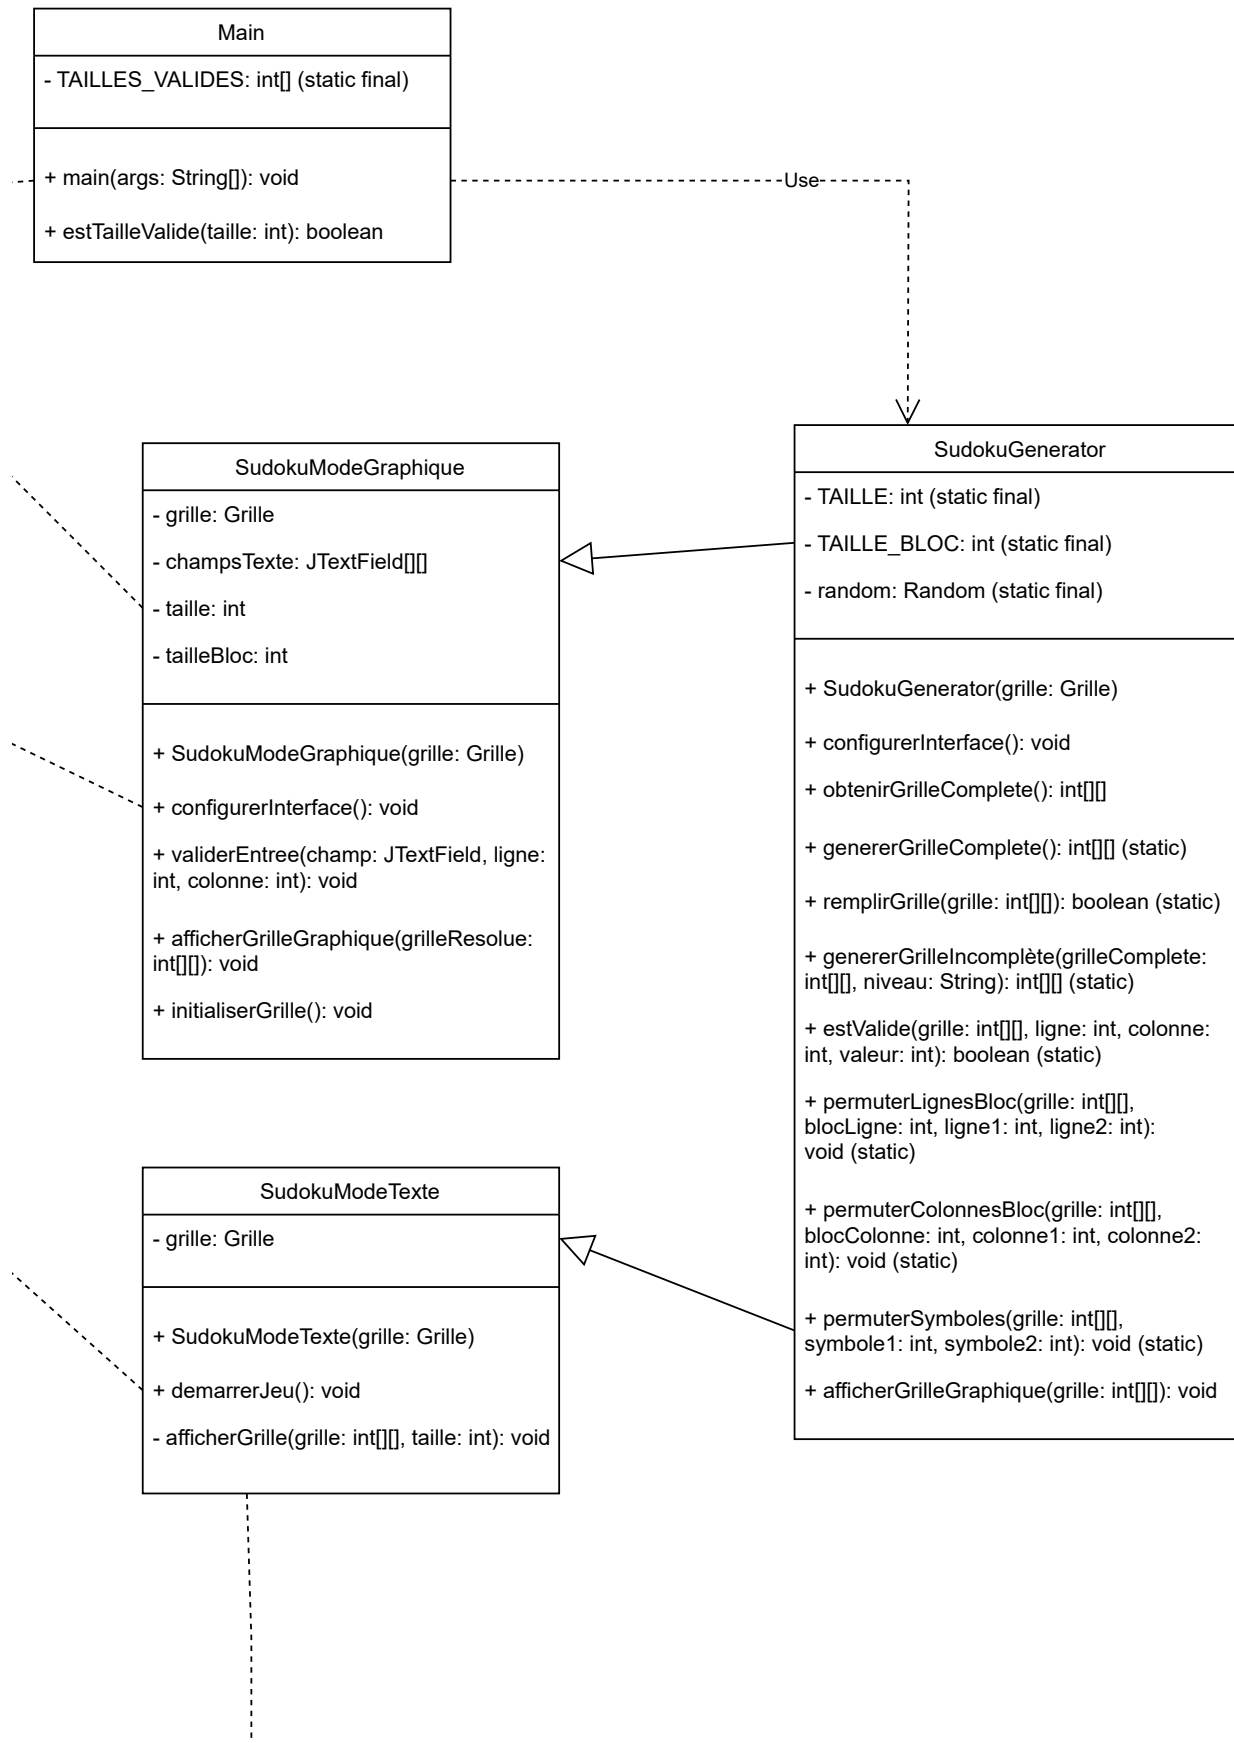 Main
- TAILLES_VALIDES: int[] (static final)
+ main(args: String[]): void
+ estTailleValide(taille: int): boolean
Use
SudokuModeGraphique
- grille: Grille
- champsTexte: JTextField[][]
- taille: int
- tailleBloc: int
+ SudokuModeGraphique(grille: Grille)
+ configurerInterface(): void
+ validerEntree(champ: JTextField, ligne:
int, colonne: int): void
+ afficherGrilleGraphique(grilleResolue:
int[][]): void
+ initialiserGrille(): void
SudokuModeTexte
- grille: Grille
+ SudokuModeTexte(grille: Grille)
+ demarrerJeu(): void
- afficherGrille(grille: int[][], taille: int): void
SudokuGenerator
- TAILLE: int (static final)
- TAILLE_BLOC: int (static final)
- random: Random (static final)
+ SudokuGenerator(grille: Grille)
+ configurerInterface(): void
+ obtenirGrilleComplete(): int[][]
+ genererGrilleComplete(): int[][] (static)
+ remplirGrille(grille: int[][]): boolean (static)
+ genererGrilleIncomplète(grilleComplete:
int[][], niveau: String): int[][] (static)
+ estValide(grille: int[][], ligne: int, colonne:
int, valeur: int): boolean (static)
+ permuterLignesBloc(grille: int[][],
blocLigne: int, ligne1: int, ligne2: int):
void (static)
+ permuterColonnesBloc(grille: int[][],
blocColonne: int, colonne1: int, colonne2:
int): void (static)
+ permuterSymboles(grille: int[][],
symbole1: int, symbole2: int): void (static)
+ afficherGrilleGraphique(grille: int[][]): void